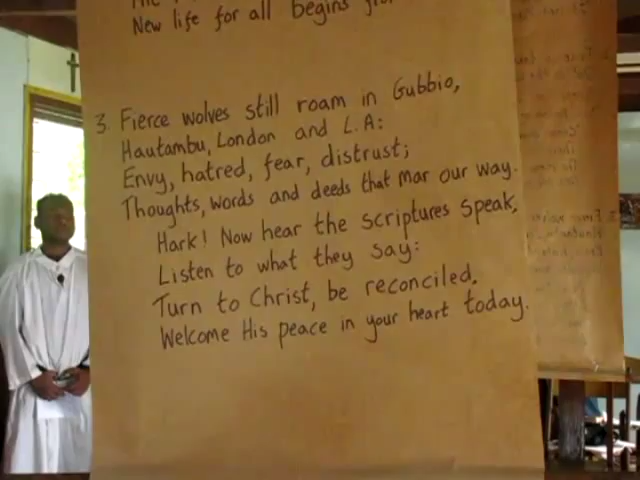 New life for all begins
3. Fierce wolves still roam in Gubbio,
Hautambu, London and L.A:
Envy, hatred, fear, distrust;
Thoughts, words and deeds that mar our way.
Hark! Now hear the scriptures speak,
Listen to what they say:
Turn to Christ, be reconciled,
Welcome His peace in your heart today.